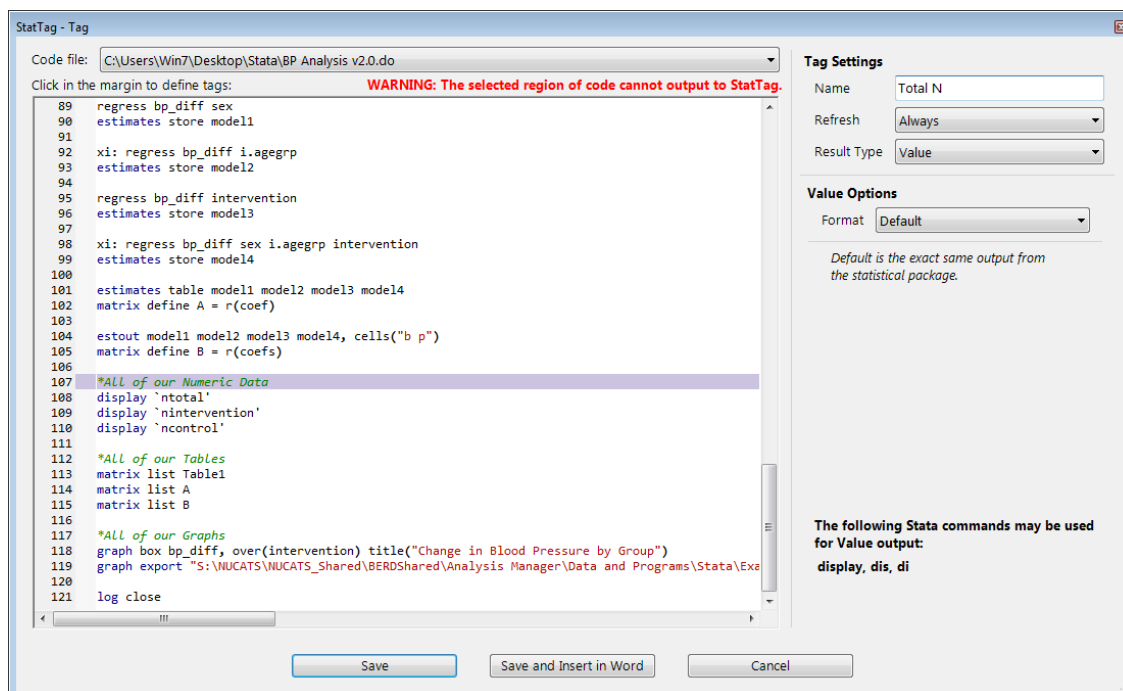 StatTag - Tag
Code file: C:\Users\Win7\Desktop\Stata\BP Analysis v2.0.do
Click in the margin to define tags: WARNING: The selected region of code cannot output to StatTag.
89 regress bp_diff sex
90 estimates store model1
91
92 xi: regress bp_diff i.agegrp
93 estimates store model2
94
95 regress bp_diff intervention
96 estimates store model3
97
98 xi: regress bp_diff sex i.agegrp intervention
99 estimates store model4
100
101 estimates table model1 model2 model3 model4
102 matrix define A = r(coef)
103
104 estout model1 model2 model3 model4, cells("b p")
105 matrix define B = r(coefs)
106
107 *All of our Numeric Data
108 display `ntotal'
109 display `nintervention'
110 display `ncontrol'
111
112 *All of our Tables
113 matrix list Table1
114 matrix list A
115 matrix list B
116
117 *All of our Graphs
118 graph box bp_diff, over(intervention) title("Change in Blood Pressure by Group")
119 graph export "S:\NUCATS\NUCATS_Shared\BERDShared\Analysis Manager\Data and Programs\Stata\Exa
120
121 log close
Tag Settings
Name Total N
Refresh Always
Result Type Value
Value Options
Format Default
Default is the exact same output from
the statistical package.
The following Stata commands may be used
for Value output:
display, dis, di
Save Save and Insert in Word Cancel